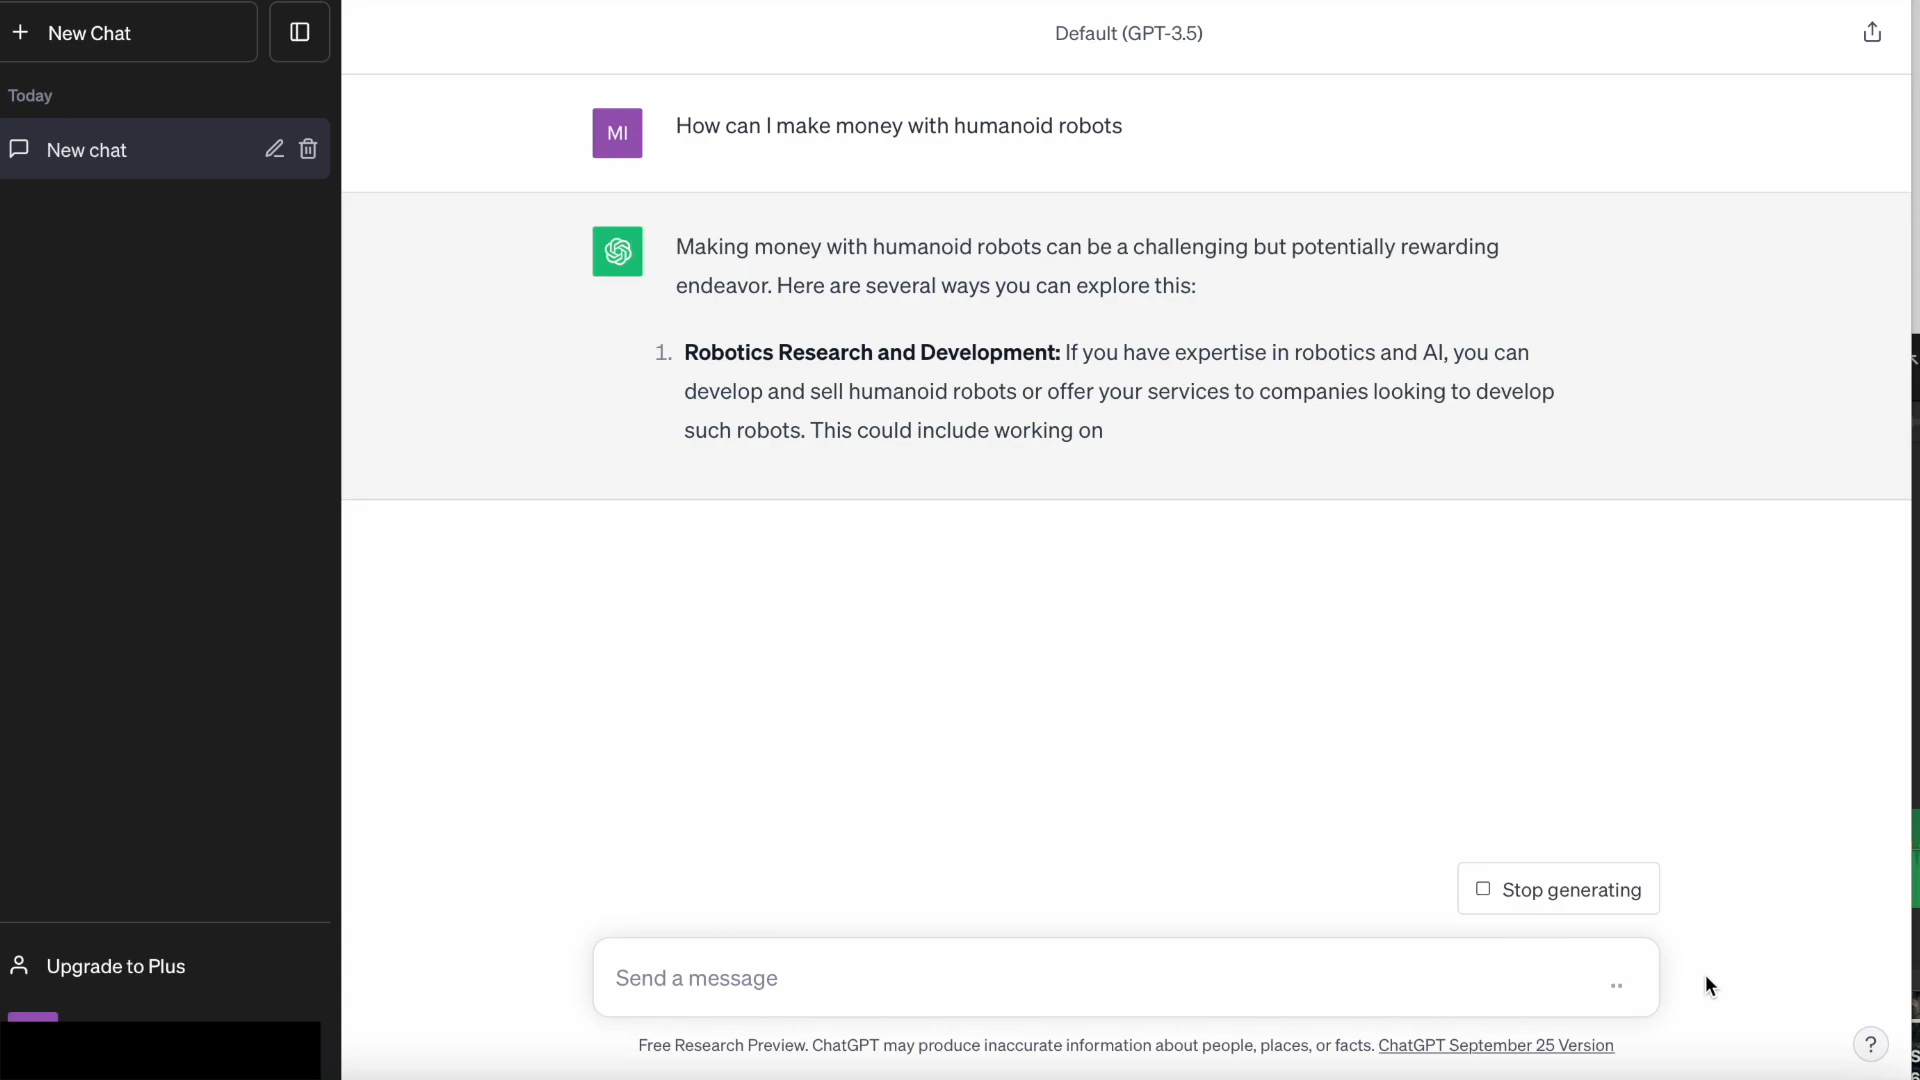 New Chat
Default (GPT-3.5)
Today
New chat
MI
How can I make money with humanoid robots
Making money with humanoid robots can be a challenging but potentially rewarding
endeavor. Here are several ways you can explore this:
1. Robotics Research and Development: If you have expertise in robotics and AI, you can
develop and sell humanoid robots or offer your services to companies looking to develop
such robots. This could include working on
Stop generating
Upgrade to Plus
Send a message
Free Research Preview. ChatGPT may produce inaccurate information about people, places, or facts. ChatGPT September 25 Version
?